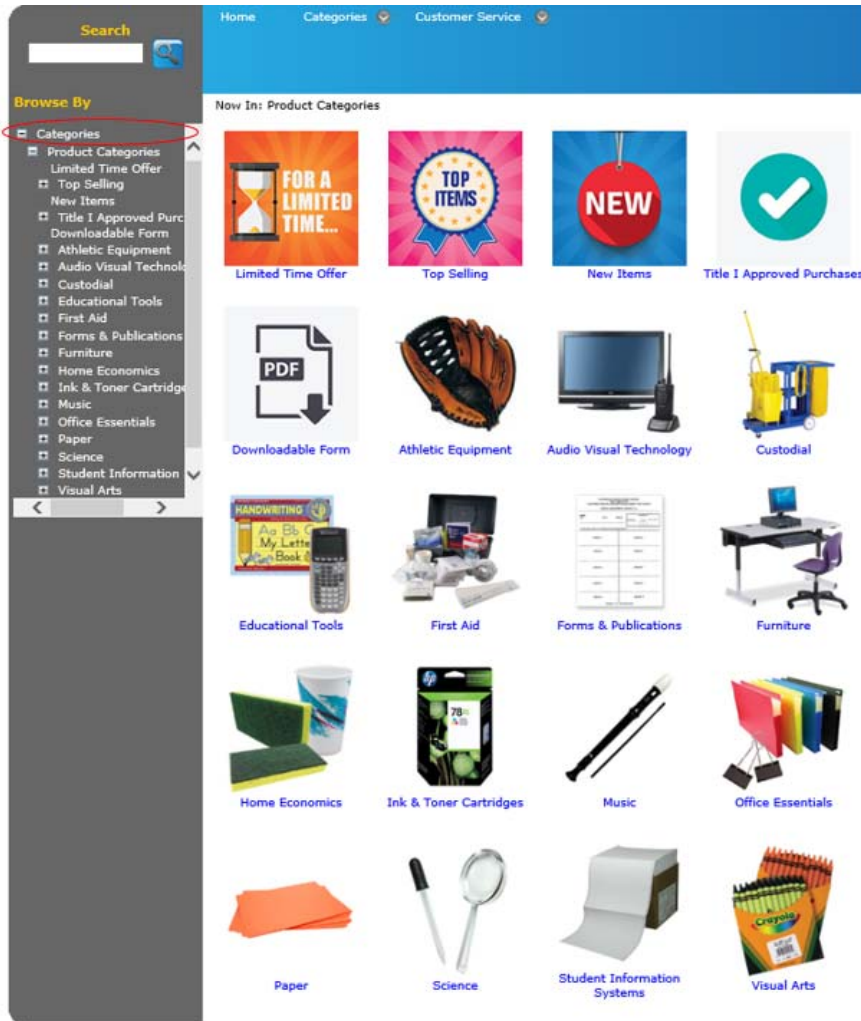 Search
Home
Categories
Customer Service
Browse By
Categories
Product Categories
Limited Time Offer
Top Selling
New Items
Title I Approved Purc
Downloadable Form
Athletic Equipment
Audio Visual Technolo
Custodial
Educational Tools
First Aid
Forms & Publications
Furniture
Home Economics
Ink & Toner Cartridge
Music
Office Essentials
Paper
Science
Student Information
Visual Arts
Now In: Product Categories
FOR A
LIMITED
TIME...
TOP
ITEMS
NEW
Limited Time Offer
Top Selling
New Items
Title I Approved Purchases
PDF
Downloadable Form
Athletic Equipment
Audio Visual Technology
Custodial
HANDWRITING
Aa Bb C
My Lette
Book
Educational Tools
First Aid
Forms & Publications
Furniture
hp
78
Home Economics
Ink & Toner Cartridges
Music
Office Essentials
Crayola
Paper
Science
Student Information
Systems
Visual Arts